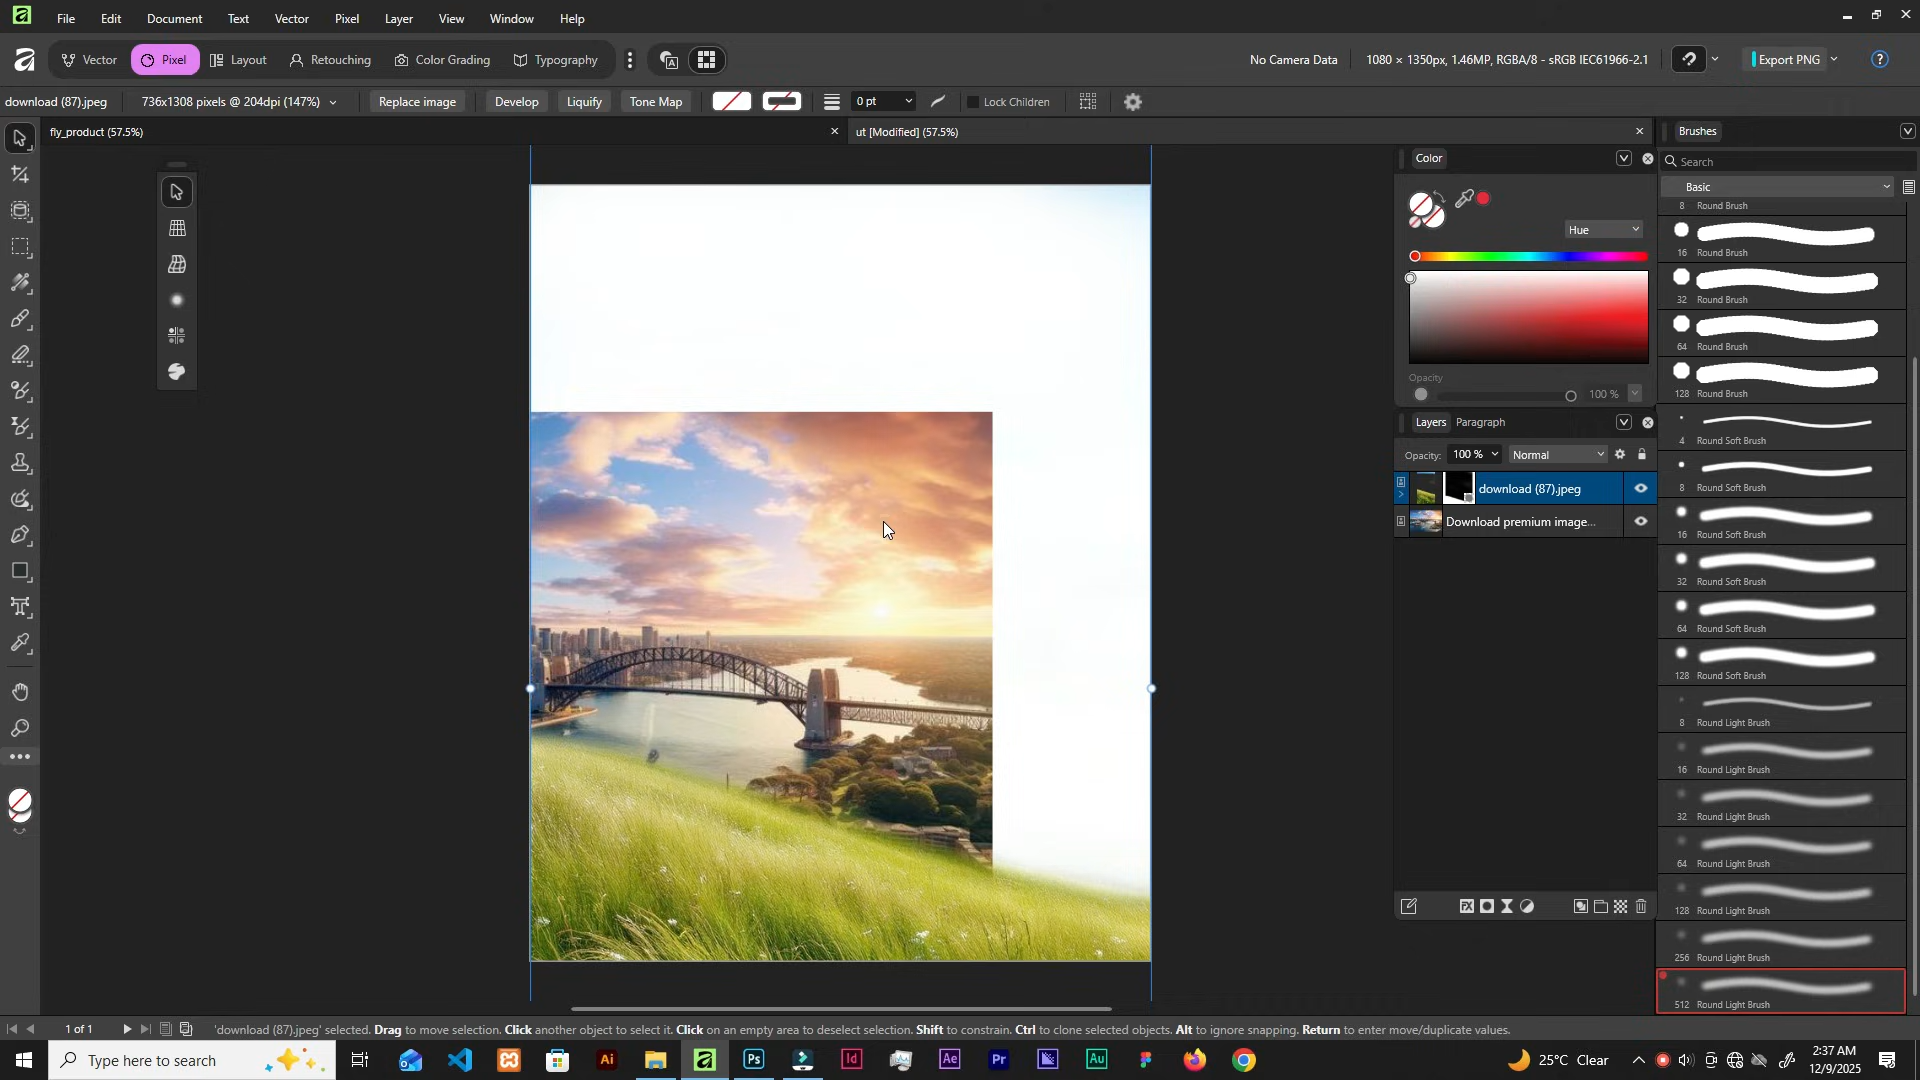 File Edit Document Text Vector Pixel Layer View Window Help
Vector Pixel Layout Retouching Color Grading Typography No Camera Data 1080 × 1350px, 1.46MP, RGBA/8 - sRGB IEC61966-2.1 Export PNG
download (87).jpeg 736x1308 pixels @ 204dpi (147%) Replace image Develop Liquify Tone Map 0 pt Lock Children
fly_product (57.5%) ut [Modified] (57.5%)
Brushes
Search
Basic
8 Round Brush
16 Round Brush
32 Round Brush
64 Round Brush
128 Round Brush
4 Round Soft Brush
8 Round Soft Brush
16 Round Soft Brush
32 Round Soft Brush
64 Round Soft Brush
128 Round Soft Brush
8 Round Light Brush
16 Round Light Brush
32 Round Light Brush
64 Round Light Brush
128 Round Light Brush
256 Round Light Brush
512 Round Light Brush
Color
Hue
Opacity
100 %
Layers Paragraph
Opacity: 100 % Normal
download (87).jpeg
Download premium image...
1 of 1 'download (87).jpeg' selected. Drag to move selection. Click another object to select it. Click on an empty area to deselect selection. Shift to constrain. Ctrl to clone selected objects. Alt to ignore snapping. Return to enter move/duplicate values.
Type here to search
25°C Clear
2:37 AM
12/9/2025